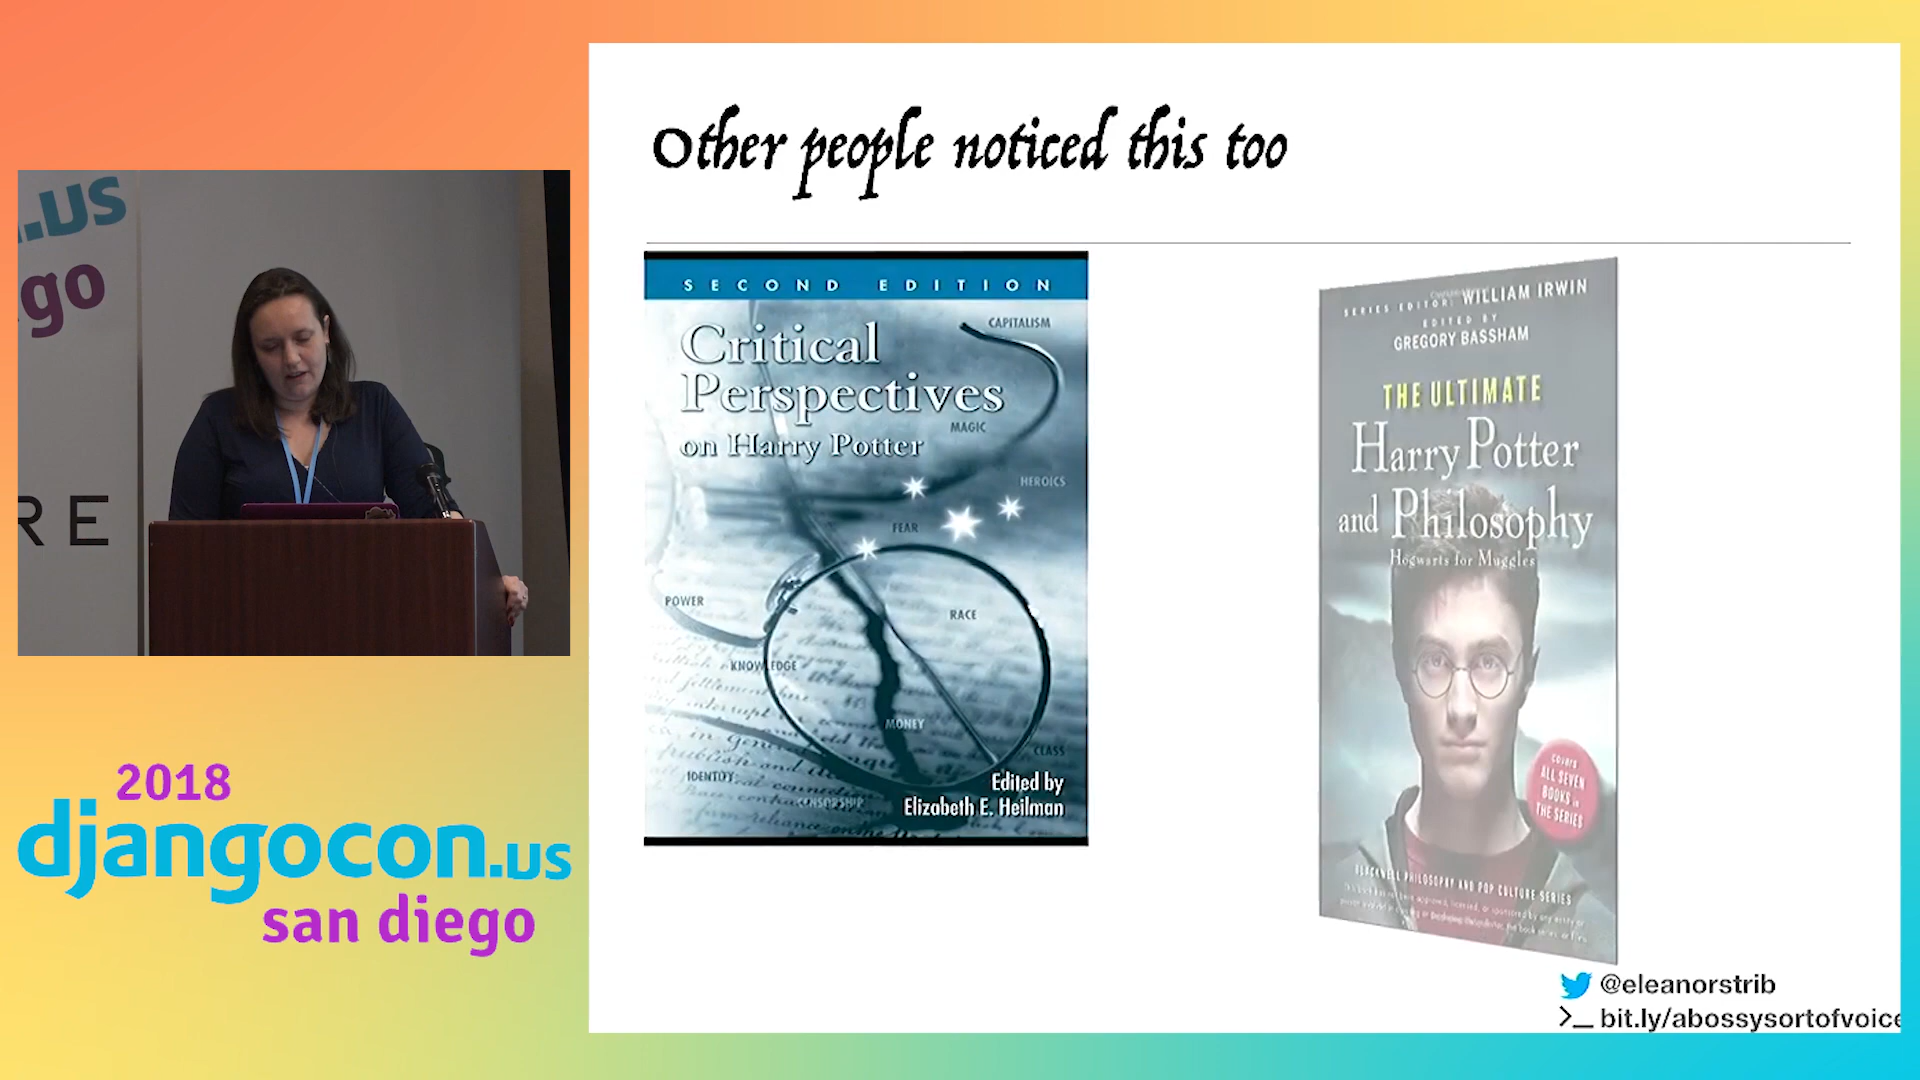 Other people noticed this too
SECOND EDITION
CAPITALISM
Critical
Perspectives
MAGIC
on Harry Potter
HEROICS
FEAR
POWER
RACE
KNOWLEDGE
MONEY
CLASS
IDENTITY
CENSORSHIP
Edited by
Elizabeth E. Heilman
SERIES EDITOR: WILLIAM IRWIN
EDITED BY
GREGORY BASSHAM
THE ULTIMATE
Harry Potter
and Philosophy
Hogwarts for Muggles
COVERS
ALL SEVEN
BOOKS IN
THE SERIES
BLACKWELL PHILOSOPHY AND POP CULTURE SERIES
@eleanorstrib
>_ bit.ly/abossysortofvoice
.us
go
RE
2018
djangocon.us
san diego